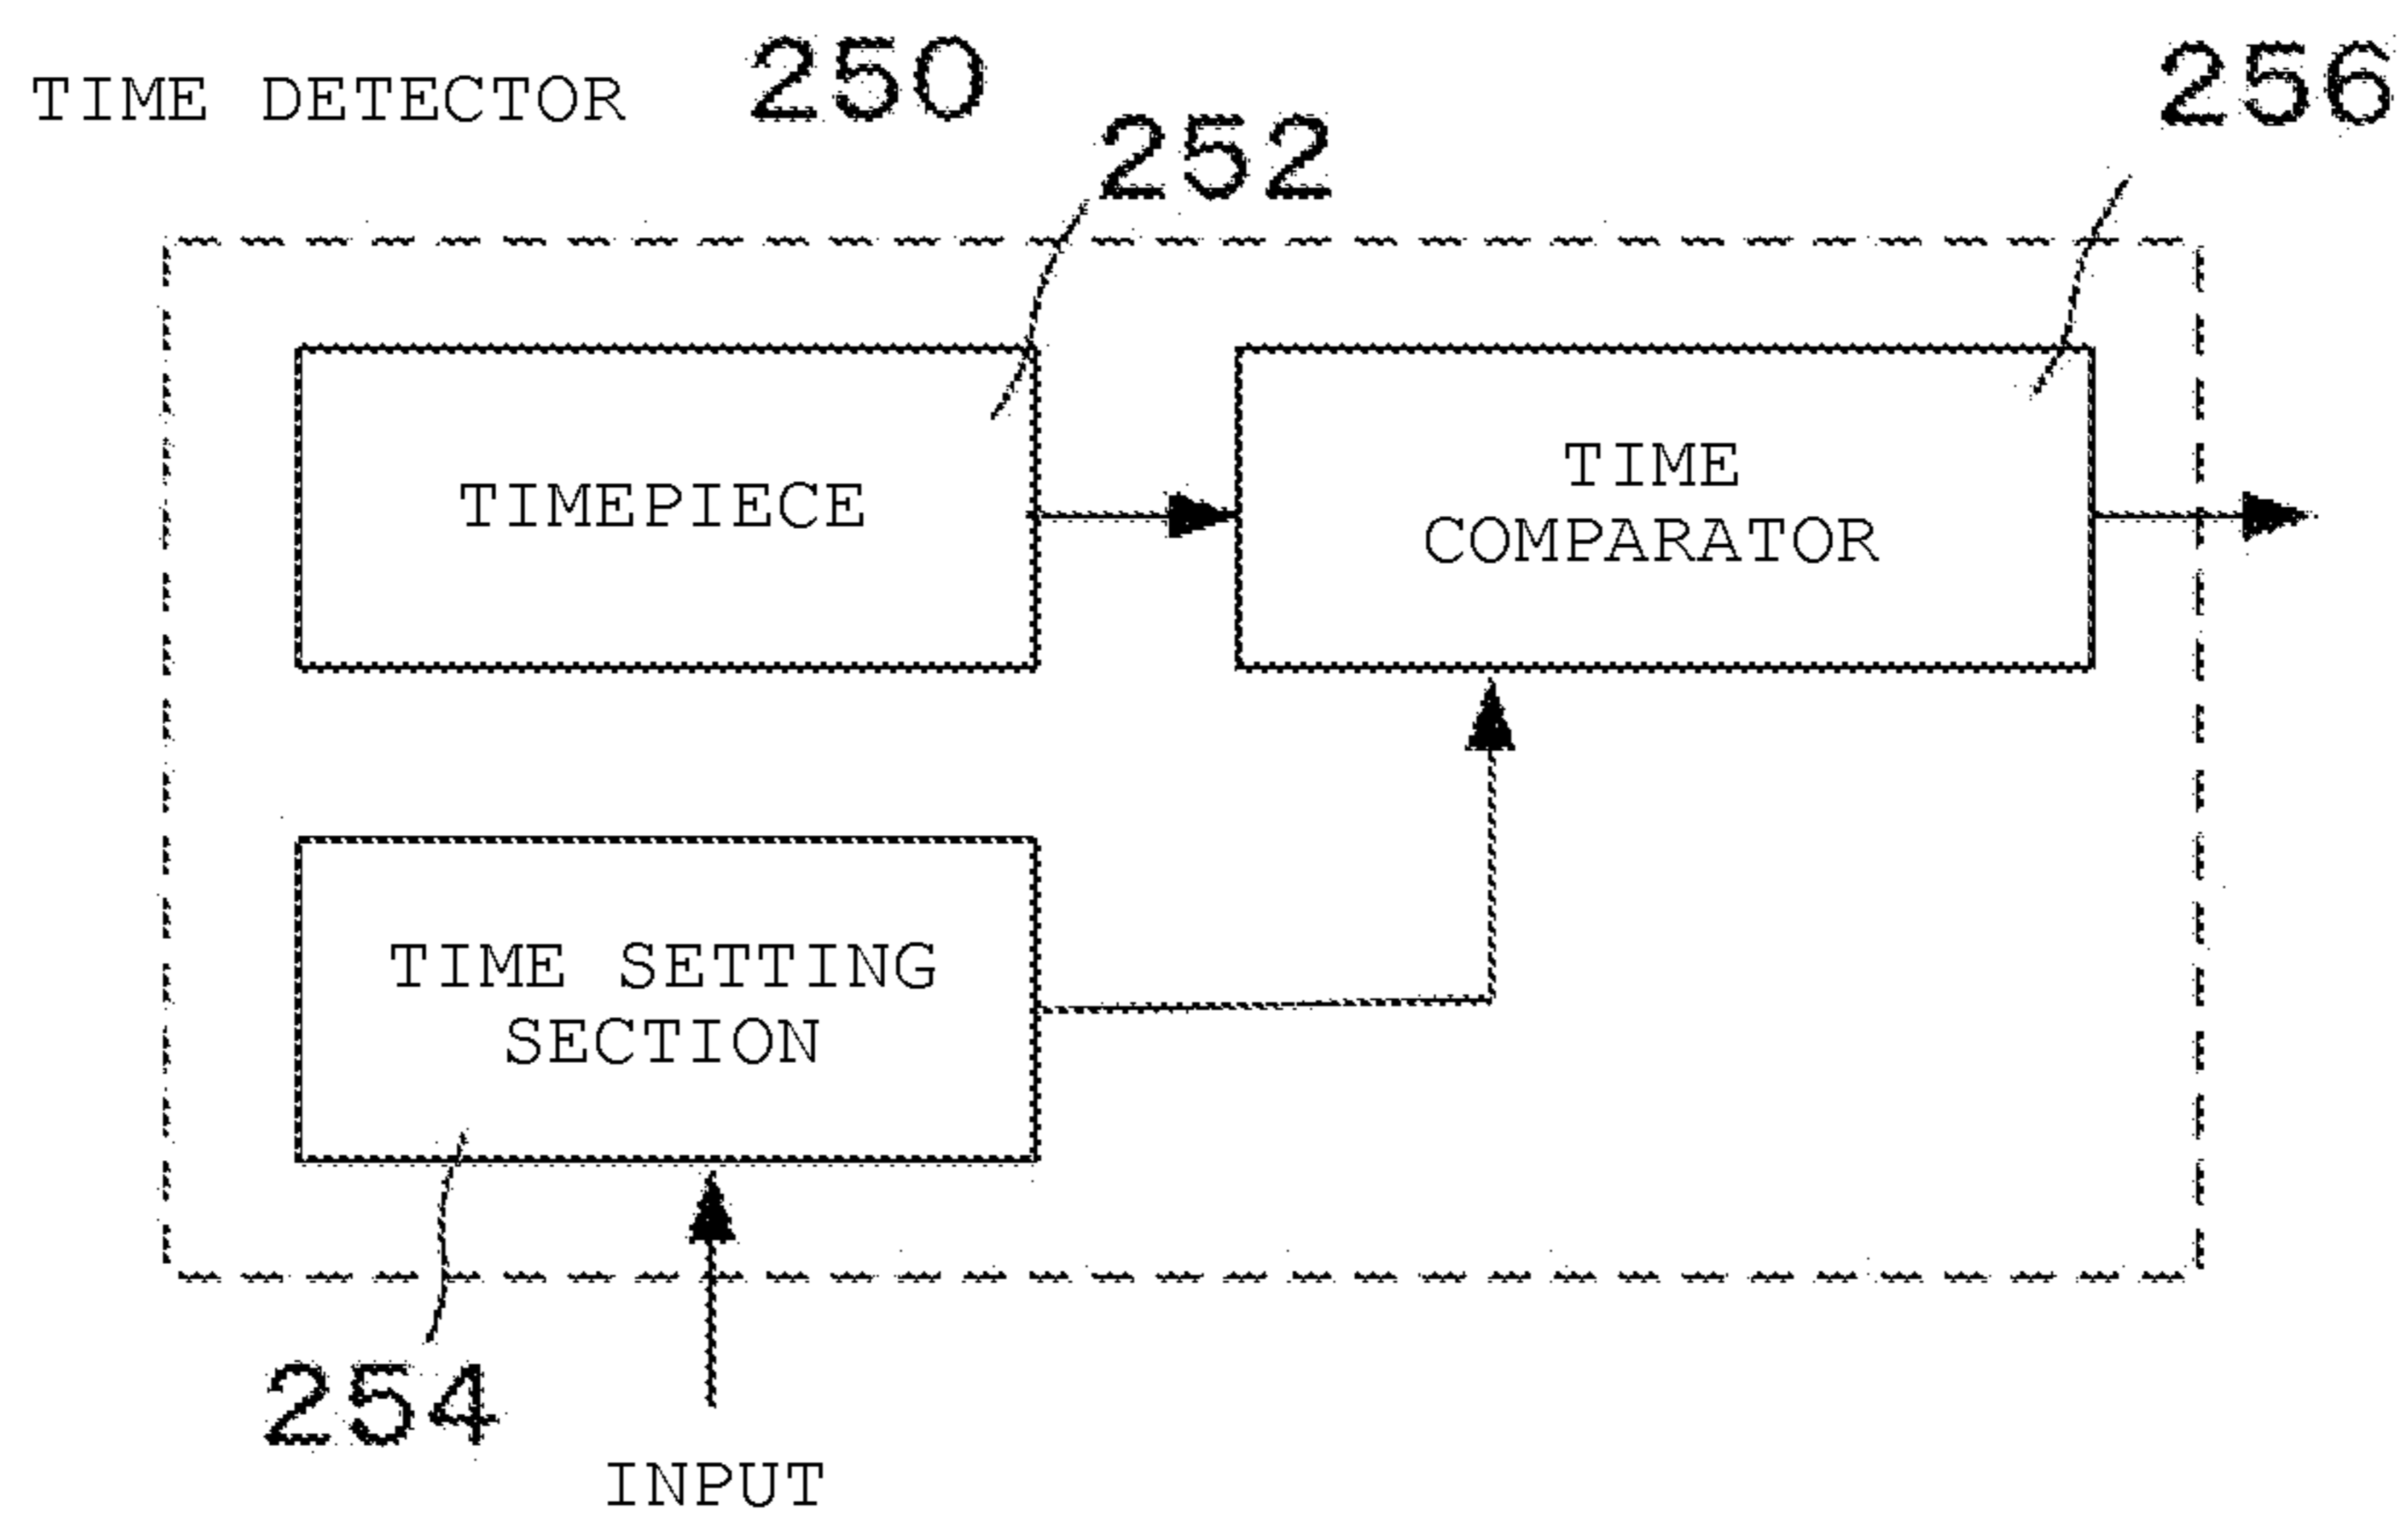 TIME DETECTOR 250
252
256
TIMEPIECE
TIME
COMPARATOR
TIME SETTING
SECTION
254
INPUT